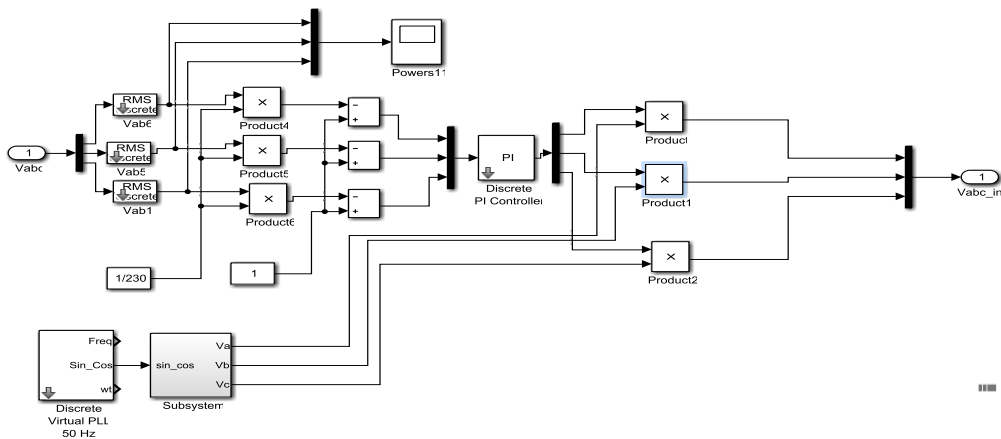 Powers11
RMS
screte
Vab6
×
Product4
−
+
1
Vabc
RMS
screte
Vab5
×
Product5
−
+
RMS
screte
Vab1
×
Product6
−
+
PI
Discrete
PI Controller
×
Product
×
Product1
×
Product2
1
Vabc_in
1/230
1
Freq
Sin_Cos
wt
Discrete
Virtual PLL
50 Hz
sin_cos
Va
Vb
Vc
Subsystem